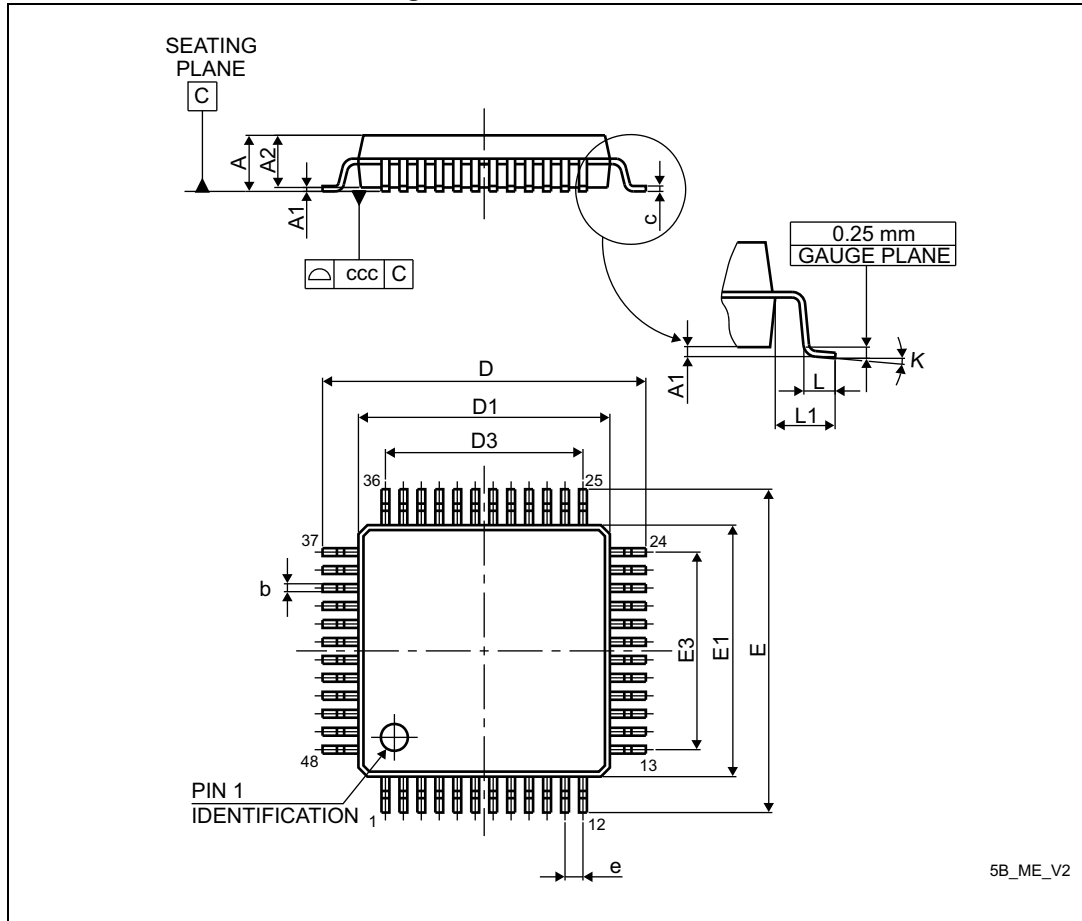 SEATING
PLANE
C
A
A2
A1
c
ccc C
0.25 mm
GAUGE PLANE
A1
L
L1
K
D
D1
D3
36
25
37
24
b
E3
E1
E
48
13
PIN 1
IDENTIFICATION
1
12
e
5B_ME_V2